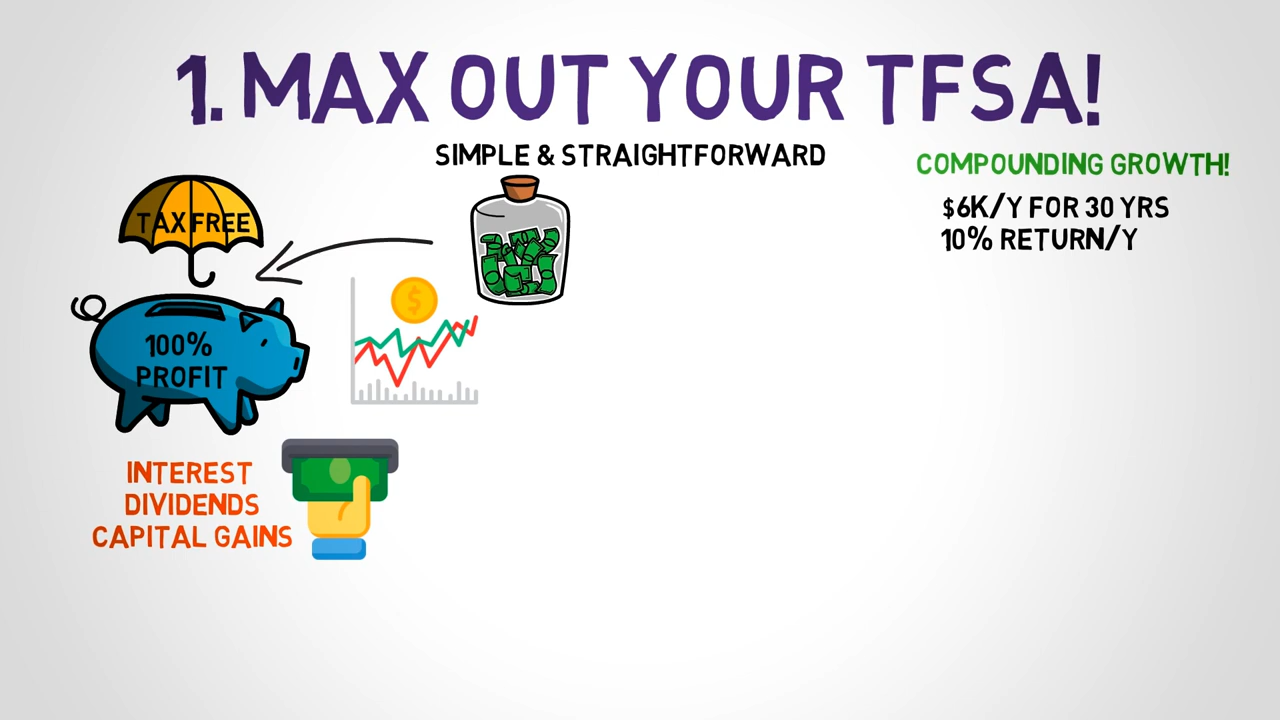 1. MAX OUT YOUR TFSA!
SIMPLE & STRAIGHTFORWARD
COMPOUNDING GROWTH!
$6K/Y FOR 30 YRS
10% RETURN/Y
TAX FREE
$
100%
PROFIT
INTEREST
DIVIDENDS
CAPITAL GAINS